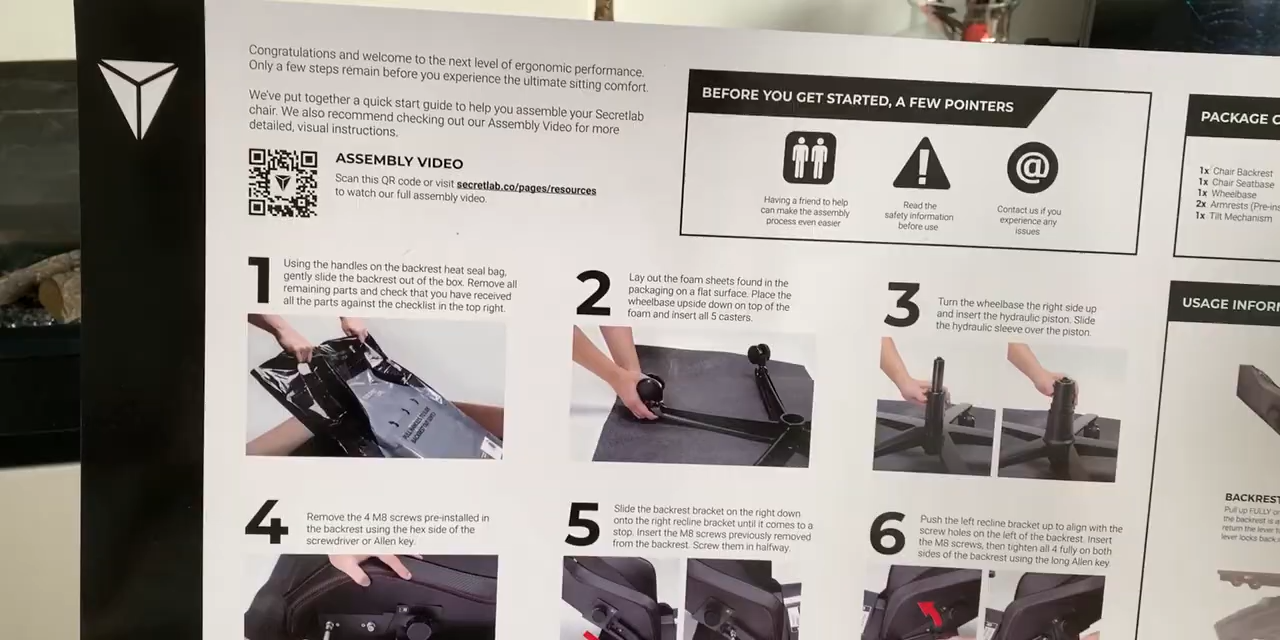 Congratulations and welcome to the next level of ergonomic performance.
Only a few steps remain before you experience the ultimate sitting comfort.
We've put together a quick start guide to help you assemble your Secretlab
chair. We also recommend checking out our Assembly Video for more
detailed, visual instructions.
ASSEMBLY VIDEO
Scan this QR code or visit secretlab.co/pages/resources
to watch our full assembly video.
BEFORE YOU GET STARTED, A FEW POINTERS
Having a friend to help
can make the assembly
process even easier
Read the
safety information
before use
@
Contact us if you
experience any
issues
PACKAGE
1x Chair Backrest
1x Chair Seatbase
1x Wheelbase
2x Armrests (Pre-ins
1x Tilt Mechanism
1
Using the handles on the backrest heat seal bag,
gently slide the backrest out of the box. Remove all
remaining parts and check that you have received
all the parts against the checklist in the top right.
2
Lay out the foam sheets found in the
packaging on a flat surface. Place the
wheelbase upside down on top of the
foam and insert all 5 casters.
3
Turn the wheelbase the right side up
and insert the hydraulic piston. Slide
the hydraulic sleeve over the piston.
USAGE INFOR
4
Remove the 4 M8 screws pre-installed in
the backrest using the hex side of the
screwdriver or Allen key.
5
Slide the backrest bracket on the right down
onto the right recline bracket until it comes to a
stop. Insert the M8 screws previously removed
from the backrest. Screw them in halfway.
6
Push the left recline bracket up to align with the
screw holes on the left of the backrest. Insert
the M8 screws, then tighten all 4 fully on both
sides of the backrest using the long Allen key.
BACKREST
Pull up FULLY
the backrest is
return the lever
lever locks back